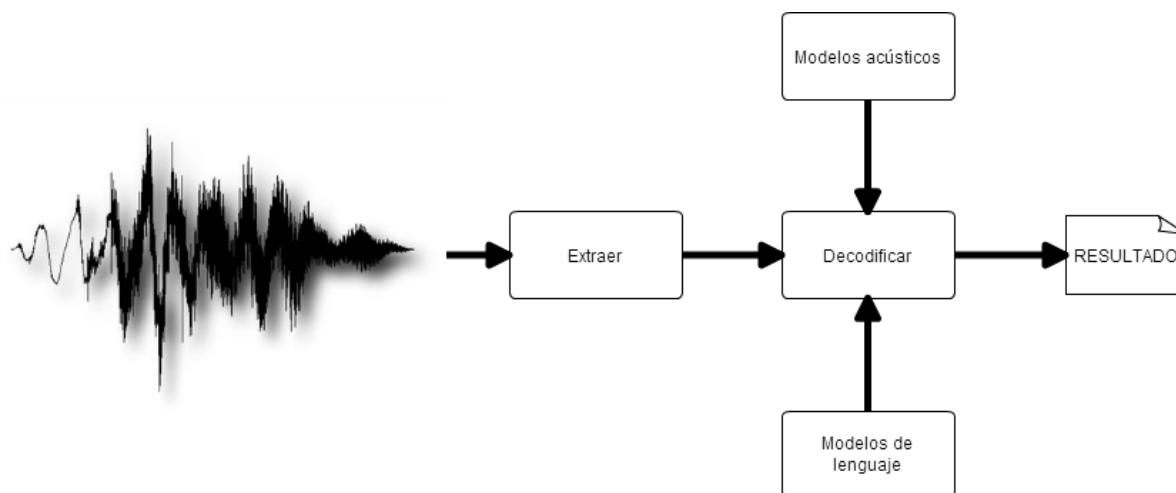 Modelos acústicos
Extraer
Decodificar
RESULTADO
Modelos de
lenguaje